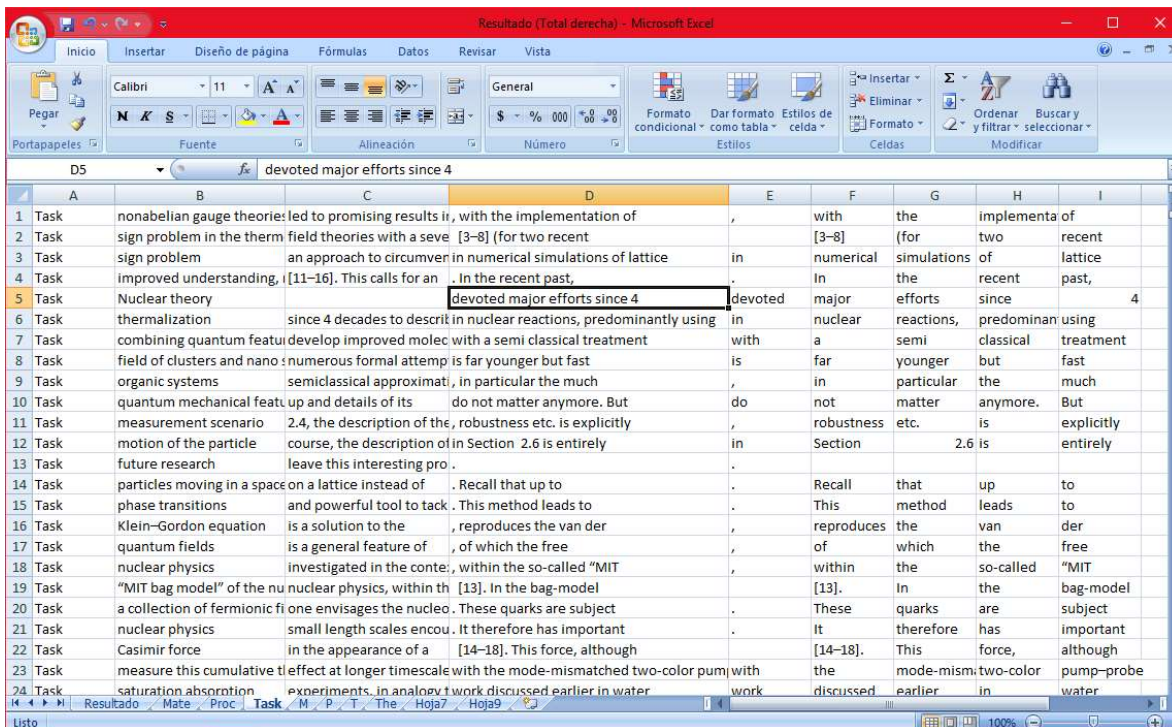 Resultado (Total derecha) - Microsoft Excel
Inicio Insertar Diseño de página Fórmulas Datos Revisar Vista
Pegar Calibri 11 A A General Formato condicional Dar formato como tabla Estilos de celda Insertar Eliminar Formato Σ Ordenar y filtrar Buscar y seleccionar
N K S A $ % 000
Portapapeles Fuente Alineación Número Estilos Celdas Modificar
D5 fx devoted major efforts since 4
A B C D E F G H I
1 Task nonabelian gauge theories led to promising results in , with the implementation of , with the implementa of
2 Task sign problem in the therm field theories with a seve [3–8] (for two recent [3–8] (for two recent
3 Task sign problem an approach to circumven in numerical simulations of lattice in numerical simulations of lattice
4 Task improved understanding, [11–16]. This calls for an . In the recent past, . In the recent past,
5 Task Nuclear theory devoted major efforts since 4 devoted major efforts since 4
6 Task thermalization since 4 decades to describ in nuclear reactions, predominantly using in nuclear reactions, predominan using
7 Task combining quantum featu develop improved molec with a semi classical treatment with a semi classical treatment
8 Task field of clusters and nano s numerous formal attemp is far younger but fast is far younger but fast
9 Task organic systems semiclassical approximati , in particular the much , in particular the much
10 Task quantum mechanical featu up and details of its do not matter anymore. But do not matter anymore. But
11 Task measurement scenario 2.4, the description of the , robustness etc. is explicitly , robustness etc. is explicitly
12 Task motion of the particle course, the description of in Section 2.6 is entirely in Section 2.6 is entirely
13 Task future research leave this interesting pro . .
14 Task particles moving in a space on a lattice instead of . Recall that up to . Recall that up to
15 Task phase transitions and powerful tool to tack . This method leads to . This method leads to
16 Task Klein–Gordon equation is a solution to the , reproduces the van der , reproduces the van der
17 Task quantum fields is a general feature of , of which the free , of which the free
18 Task nuclear physics investigated in the conte , within the so-called “MIT , within the so-called “MIT
19 Task “MIT bag model” of the nu nuclear physics, within th [13]. In the bag-model [13]. In the bag-model
20 Task a collection of fermionic fi one envisages the nucleo . These quarks are subject . These quarks are subject
21 Task nuclear physics small length scales encou . It therefore has important . It therefore has important
22 Task Casimir force in the appearance of a [14–18]. This force, although [14–18]. This force, although
23 Task measure this cumulative t effect at longer timescale with the mode-mismatched two-color pum with the mode-mism two-color pump–probe
24 Task saturation absorption experiments, in analogy t work discussed earlier in water work discussed earlier in water
Resultado Mate Proc Task M P T The Hoja7 Hoja9
Listo 100%